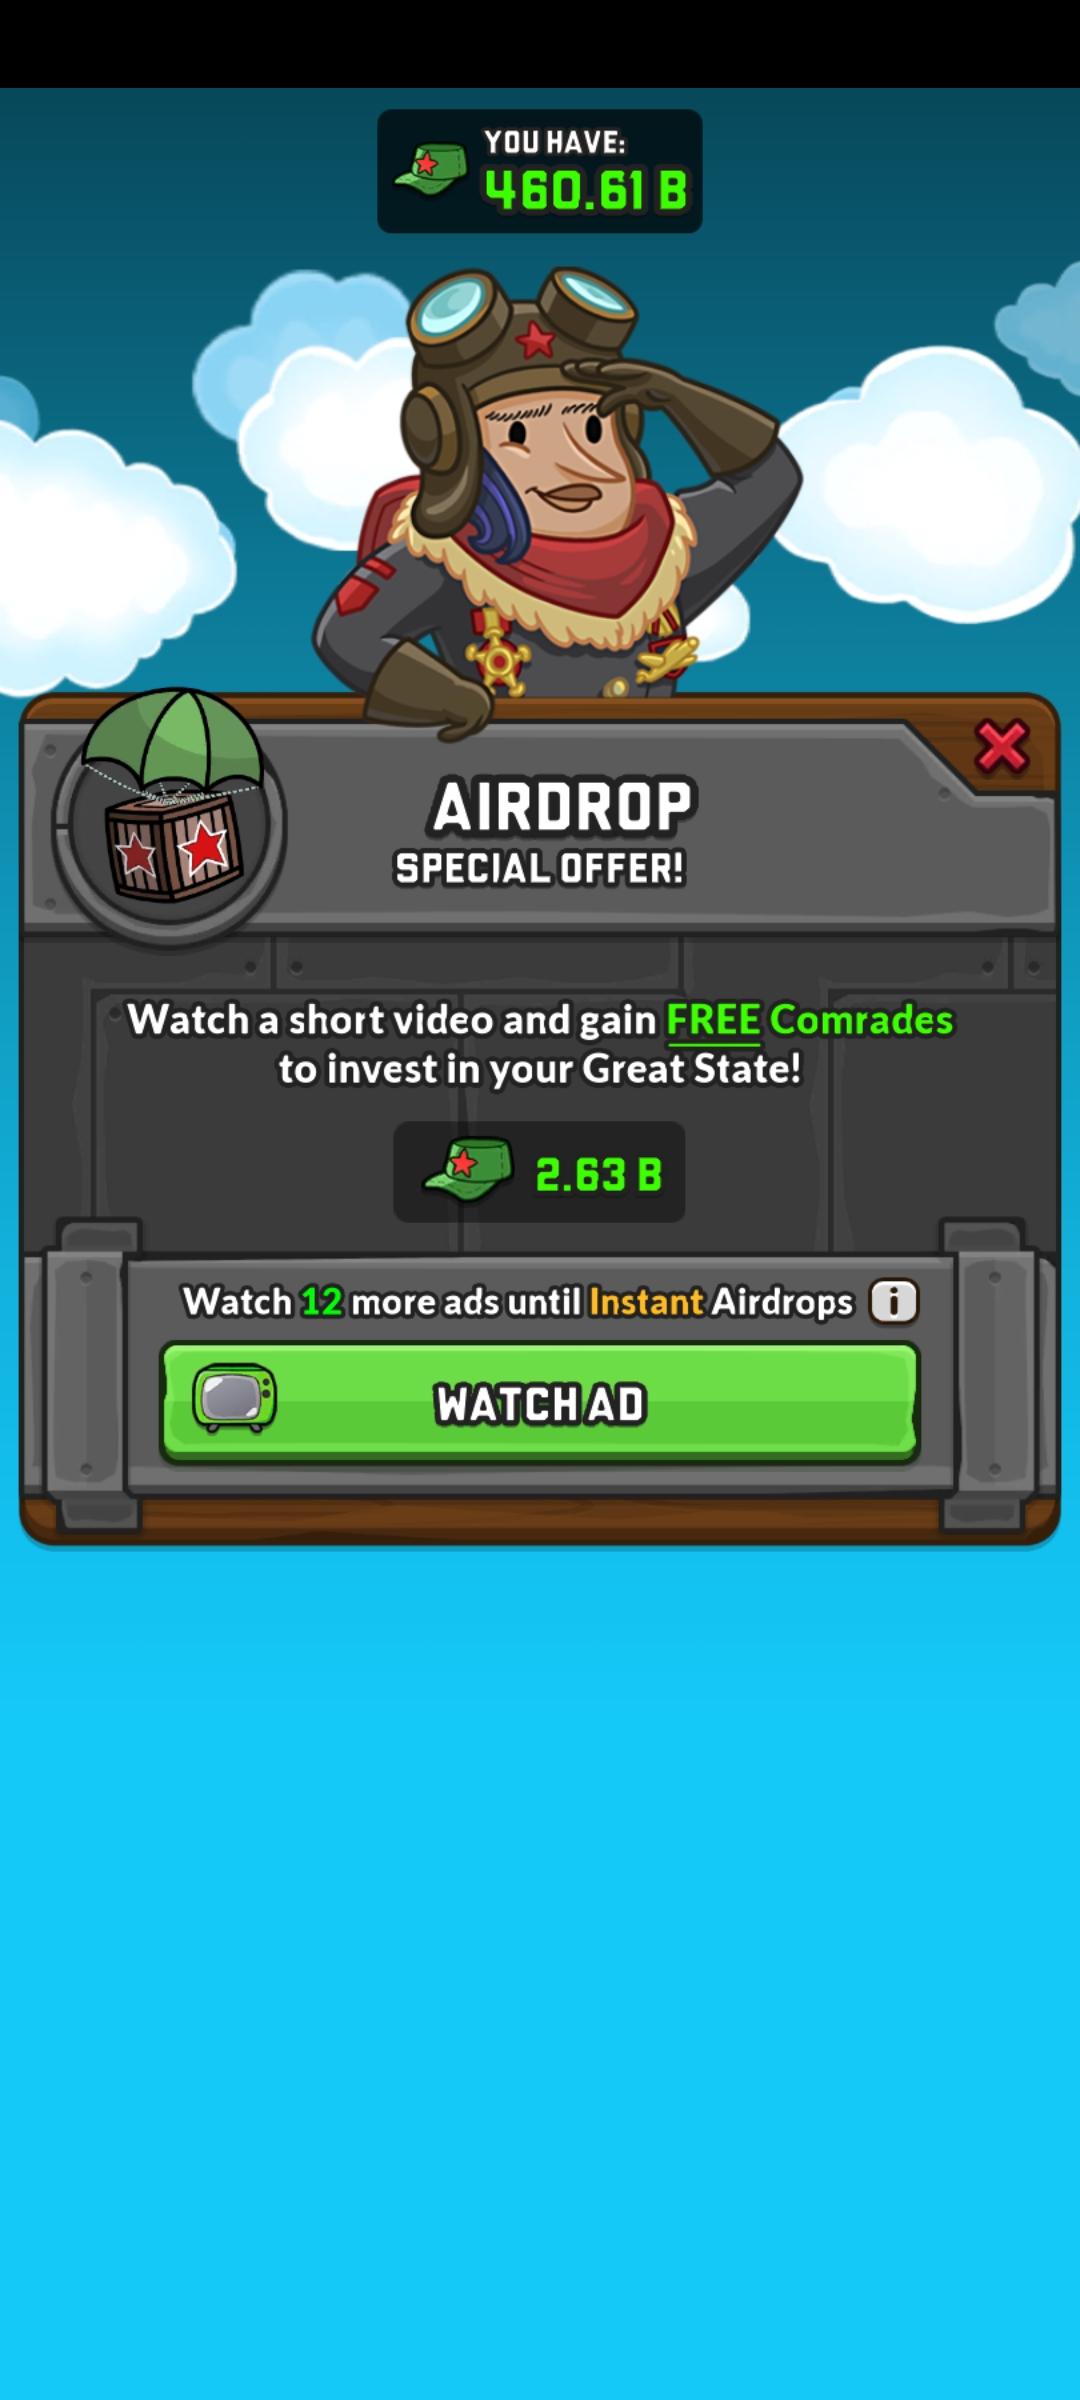 YOU HAVE:
460.61 B
AIRDROP
SPECIAL OFFER!
Watch a short video and gain FREE Comrades
to invest in your Great State!
2.63 B
Watch 12 more ads until Instant Airdrops i
WATCH AD